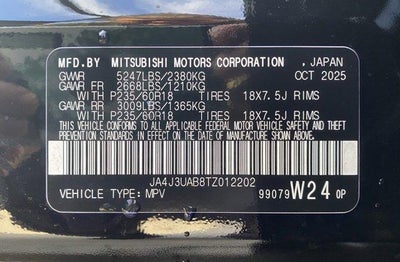 MFD.BY MITSUBISHI MOTORS CORPORATION , JAPAN
GVWR 5247LBS/2380KG OCT 2025
GAWR FR 2668LBS/1210KG
WITH P235/60R18 TIRES 18X7.5J RIMS
GAWR RR 3009LBS/1365KG
WITH P235/60R18 TIRES 18X7.5J RIMS
THIS VEHICLE CONFORMS TO ALL APPLICABLE U.S. FEDERAL MOTOR VEHICLE SAFETY, BUMPER, AND THEFT
PREVENTION STANDARDS IN EFFECT ON THE DATE OF MANUFACTURE SHOWN ABOVE.
JA4J3UAB8TZ012202
VEHICLE TYPE: MPV 99079 W24 0P